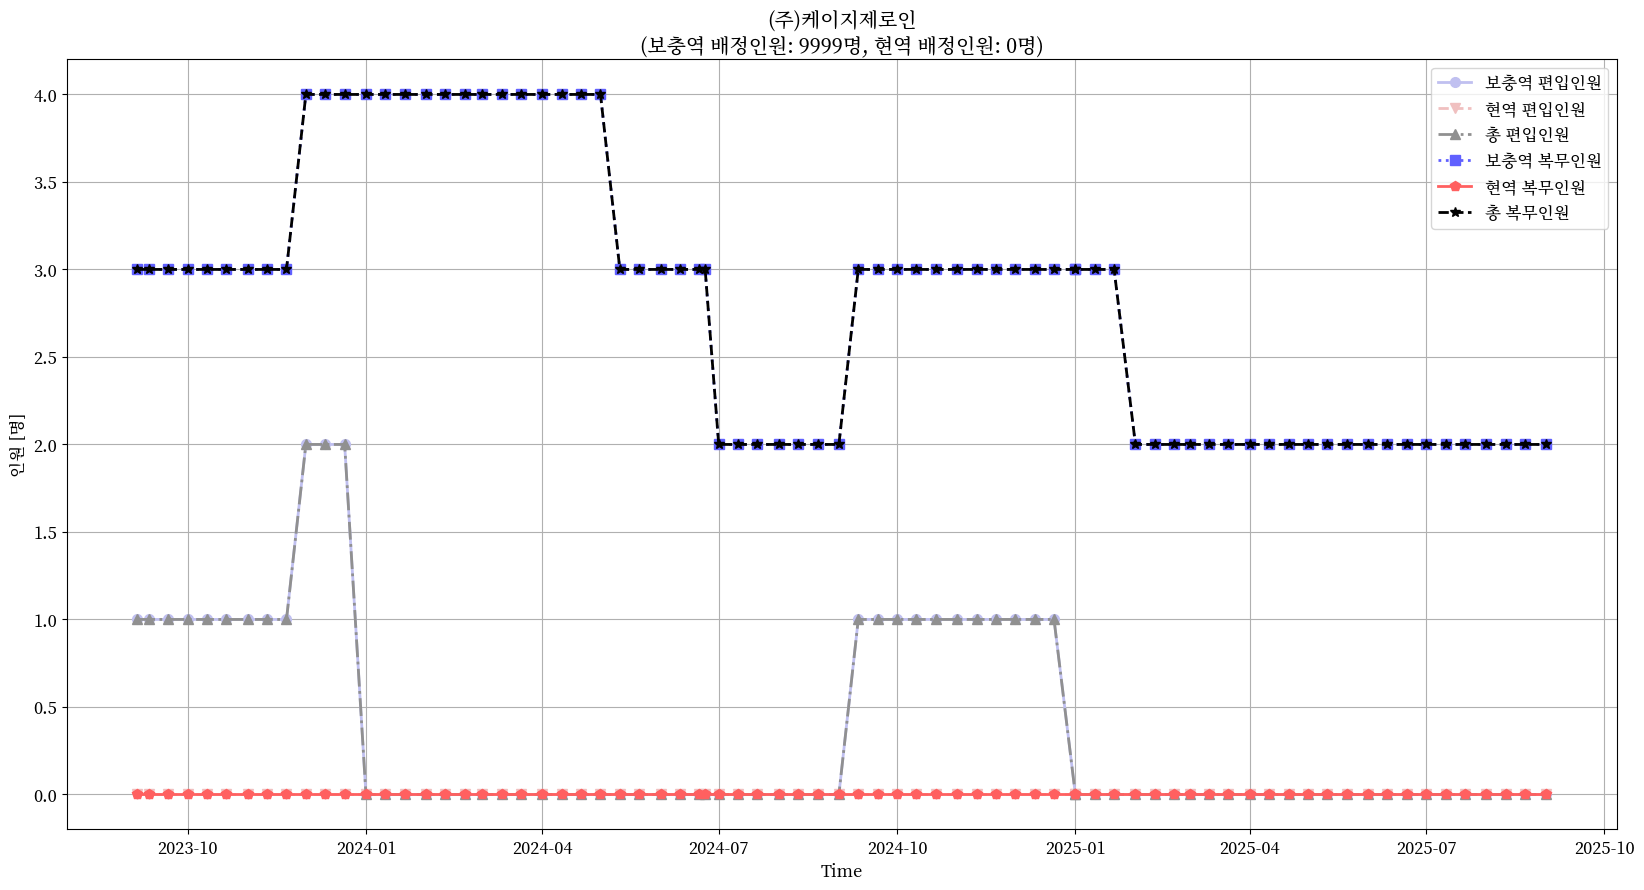 (주)케이지제로인
(보충역 배정인원: 9999명, 현역 배정인원: 0명)
보충역 편입인원
현역 편입인원
총 편입인원
보충역 복무인원
현역 복무인원
총 복무인원
인원 [명]
4.0
3.5
3.0
2.5
2.0
1.5
1.0
0.5
0.0
2023-10 2024-01 2024-04 2024-07 2024-10 2025-01 2025-04 2025-07 2025-10
Time